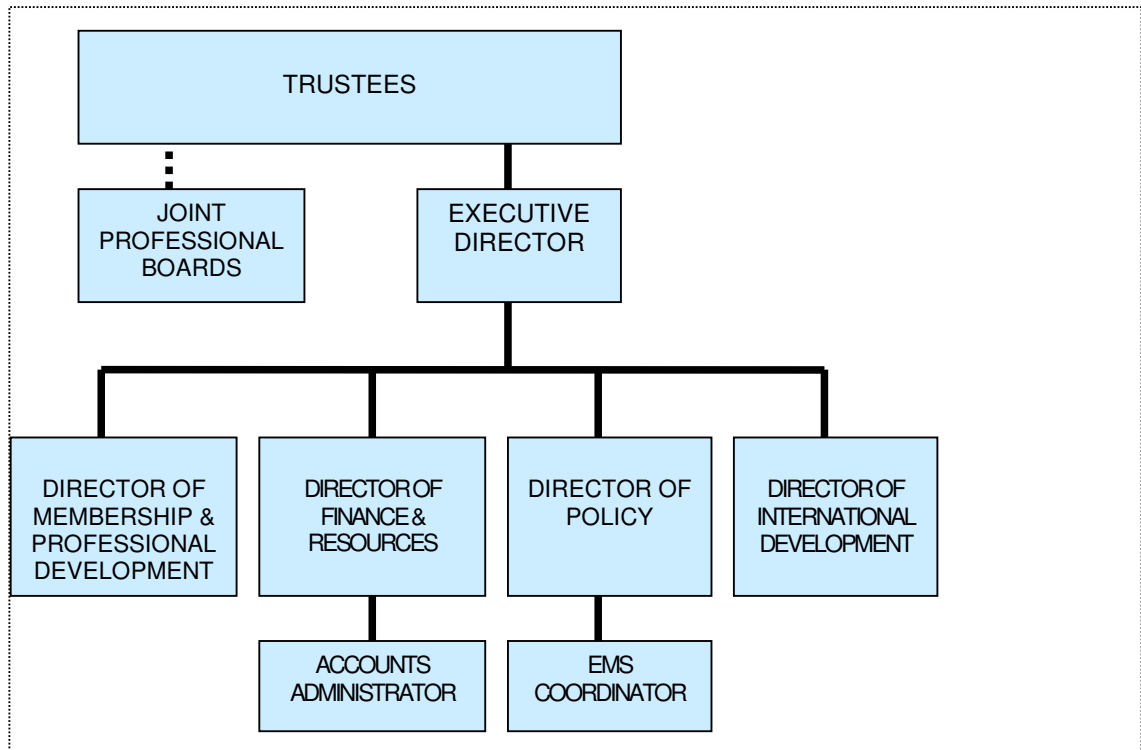 TRUSTEES
JOINT
PROFESSIONAL
BOARDS
EXECUTIVE
DIRECTOR
DIRECTOR OF
MEMBERSHIP &
PROFESSIONAL
DEVELOPMENT
DIRECTOR OF
FINANCE &
RESOURCES
DIRECTOR OF
POLICY
DIRECTOR OF
INTERNATIONAL
DEVELOPMENT
ACCOUNTS
ADMINISTRATOR
EMS
COORDINATOR